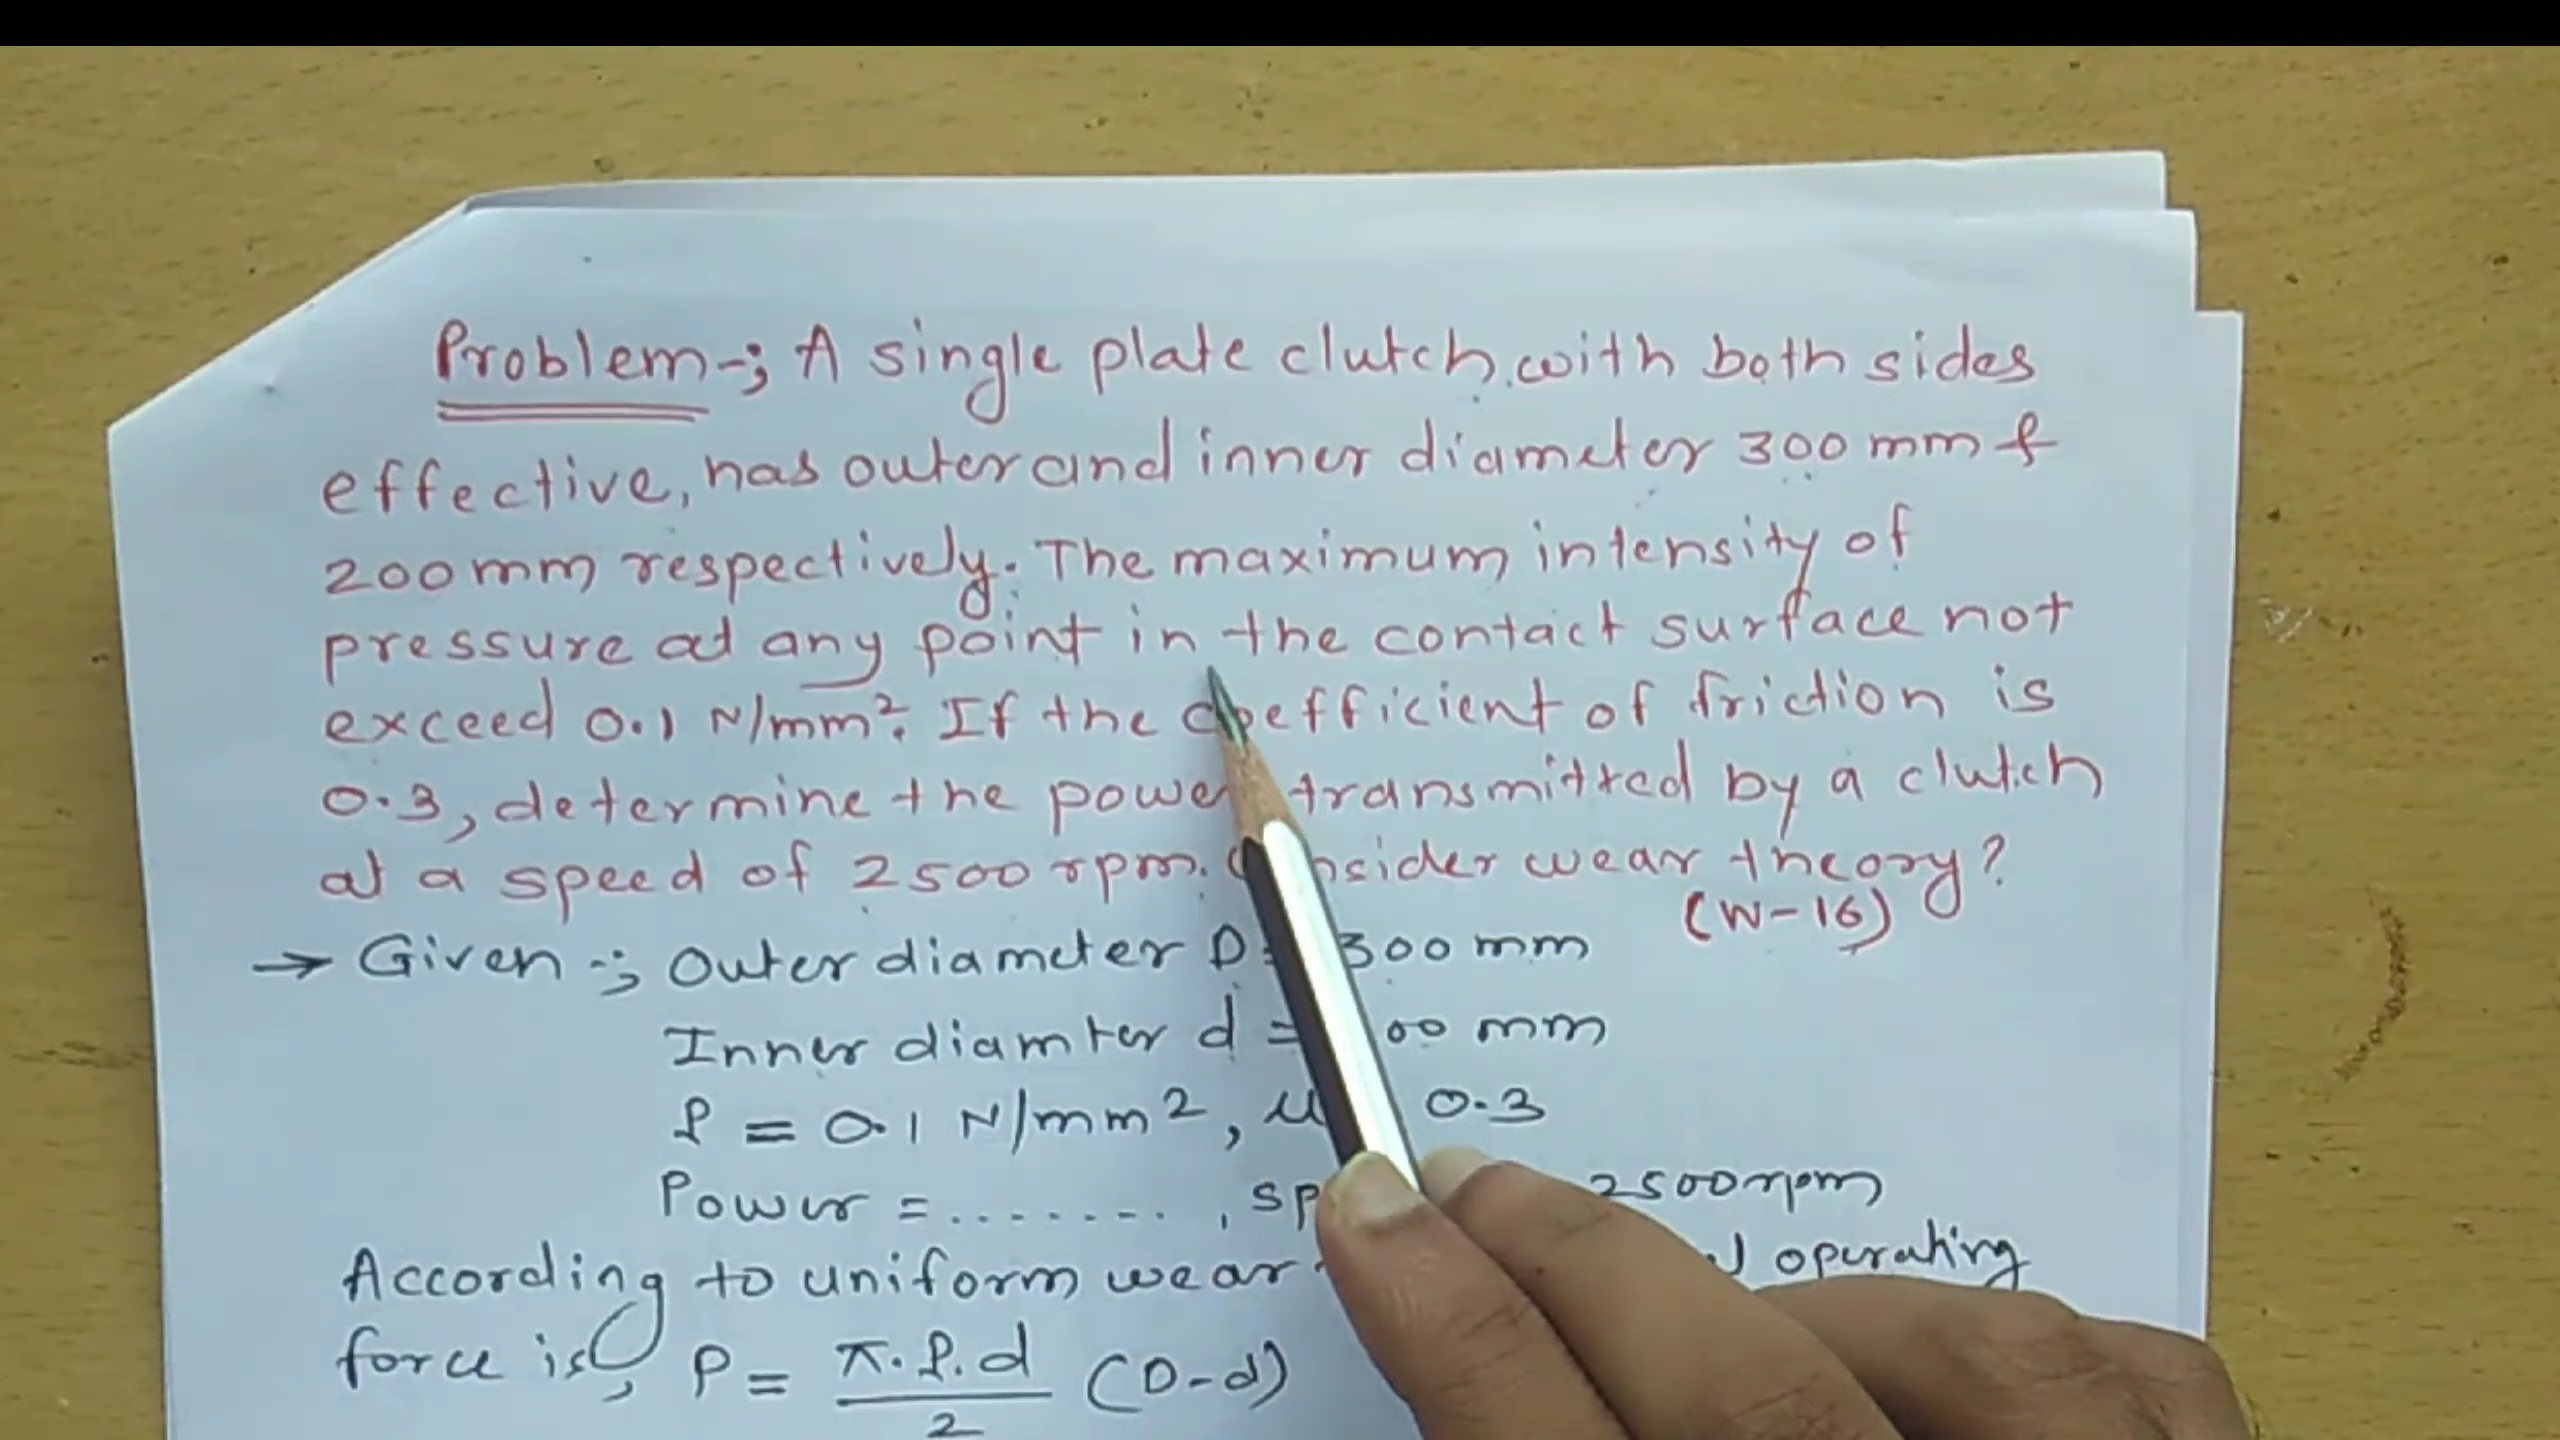 Problem-; A single plate clutch, with both sides
effective, has outer and inner diameter 300 mm &
200 mm respectively. The maximum intensity of
pressure at any point in the contact surface not
exceed 0.1 N/mm². If the coefficient of friction is
0.3, determine the power transmitted by a clutch
at a speed of 2500 rpm. Consider wear theory?
(W-16)
→ Given -; Outer diameter D = 300 mm
Inner diamter d = 00 mm
P = 0.1 N/mm², μ 0.3
Power = ........ , sp 2500 rpm
According to uniform wear operating
force is, P = π.P.d/2 (D-d)